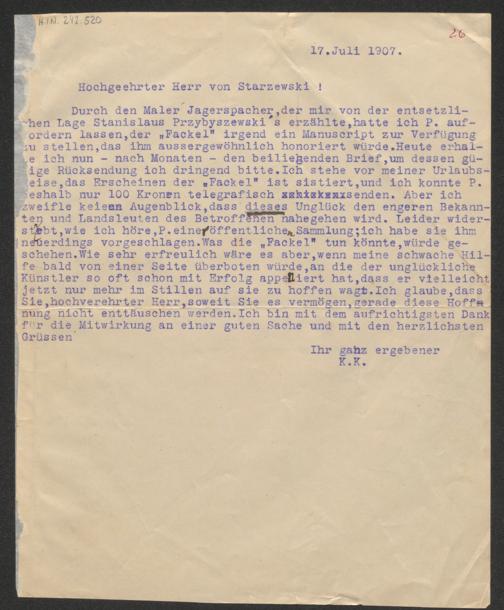 H.I.N. 242.520
26
17.Juli 1907.
Hochgeehrter Herr von Starzewski !
Durch den Maler Jagerspacher,der mir von der entsetzli-
chen Lage Stanislaus Przybyszewski's erzählte,hatte ich P. auf-
ordern lassen,der „Fackel" irgend ein Manuscript zur Verfügung
zu stellen,das ihm aussergewöhnlich honoriert würde.Heute erhal-
te ich nun - nach Monaten - den beiliegenden Brief,um dessen gü-
ige Rücksendung ich dringend bitte.Ich stehe vor meiner Urlaubs-
eise,das Erscheinen der „Fackel" ist sistiert,und ich konnte P.
eshalb nur 100 Kronen telegrafisch senden. Aber ich
zweifle keinen Augenblick,dass dieses Unglück den engeren Bekann-
ten und Landsleuten des Betroffenen nahegehen wird. Leider wider-
strebt,wie ich höre,P.einer öffentlichen Sammlung;ich habe sie ihm
neuerdings vorgeschlagen.Was die „Fackel" tun könnte,würde ge-
schehen.Wie sehr erfreulich wäre es aber,wenn meine schwache Hil-
fe bald von einer Seite überboten würde,an die der unglückliche
Künstler so oft schon mit Erfolg appelliert hat,dass er vielleicht
jetzt nur mehr im Stillen auf sie zu hoffen wagt.Ich glaube,dass
Sie,hochverehrter Herr,soweit Sie es vermögen,gerade diese Hoff=
nung nicht enttäuschen werden.Ich bin mit dem aufrichtigsten Dank
für die Mitwirkung an einer guten Sache und mit den herzlichsten
Grüssen
Ihr ganz ergebener
K.K.